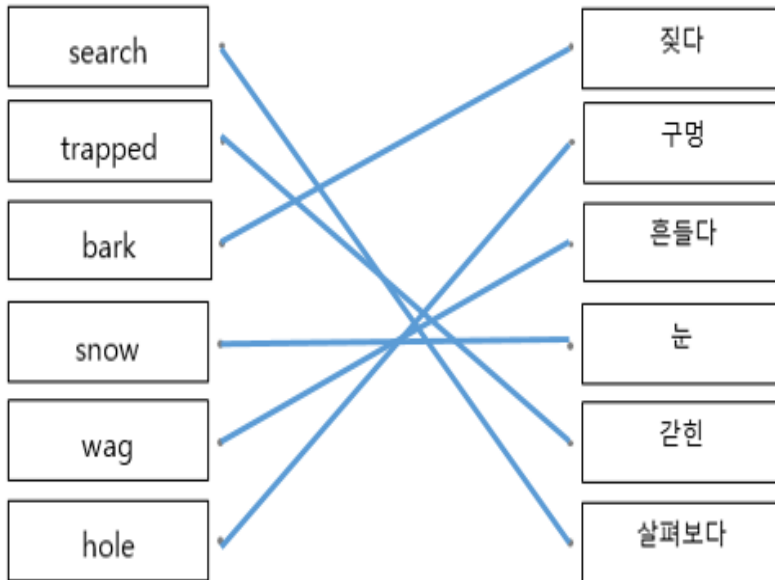 search
짖다
trapped
구멍
bark
흔들다
snow
눈
wag
갇힌
hole
살펴보다